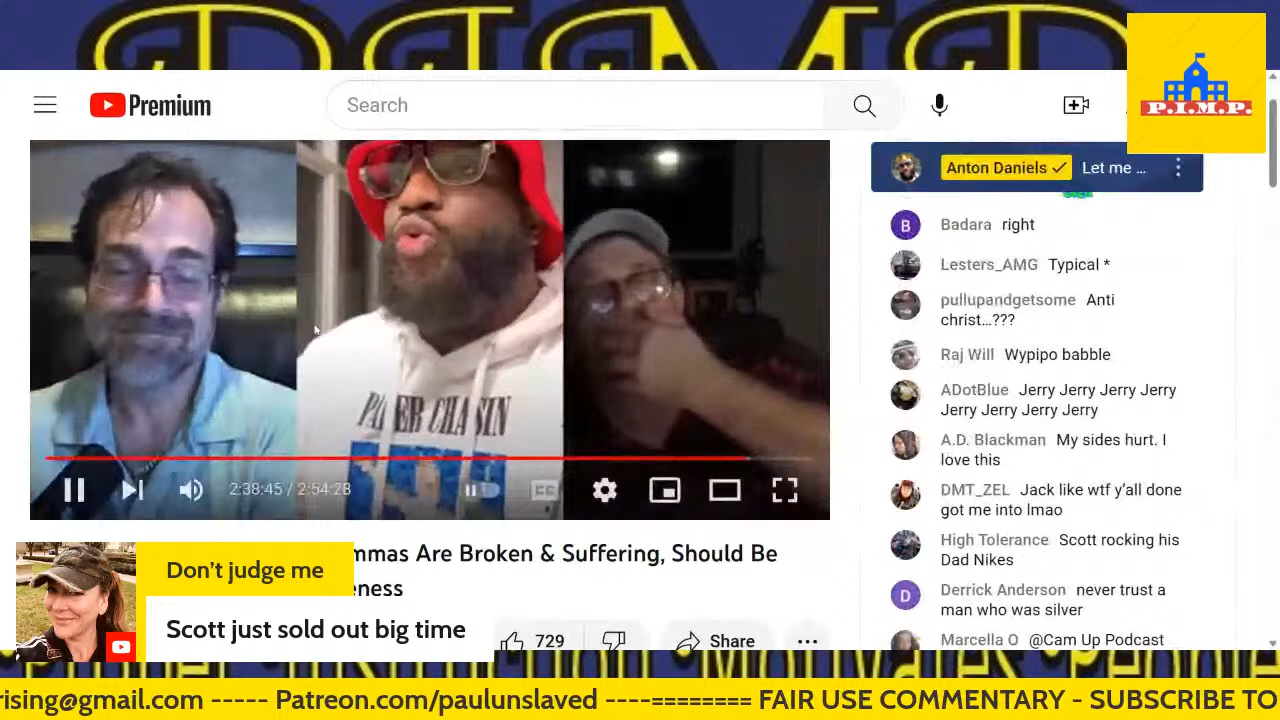 P.I.M.P.
Premium
Search
P.I.M.P.
Anton Daniels Let me ...
B Badara right
Lesters_AMG Typical *
pullupandgetsome Anti
christ…???
Raj Will Wypipo babble
ADotBlue Jerry Jerry Jerry Jerry
Jerry Jerry Jerry Jerry
A.D. Blackman My sides hurt. I
love this
DMT_ZEL Jack like wtf y'all done
got me into lmao
High Tolerance Scott rocking his
Dad Nikes
D Derrick Anderson never trust a
man who was silver
Marcella O @Cam Up Podcast
2:38:45 / 2:54:28
CC
mmas Are Broken & Suffering, Should Be
eness
Don't judge me
Scott just sold out big time
729
Share
Instruction Motivates People
rising@gmail.com ----- Patreon.com/paulunslaved ----======== FAIR USE COMMENTARY - SUBSCRIBE TO